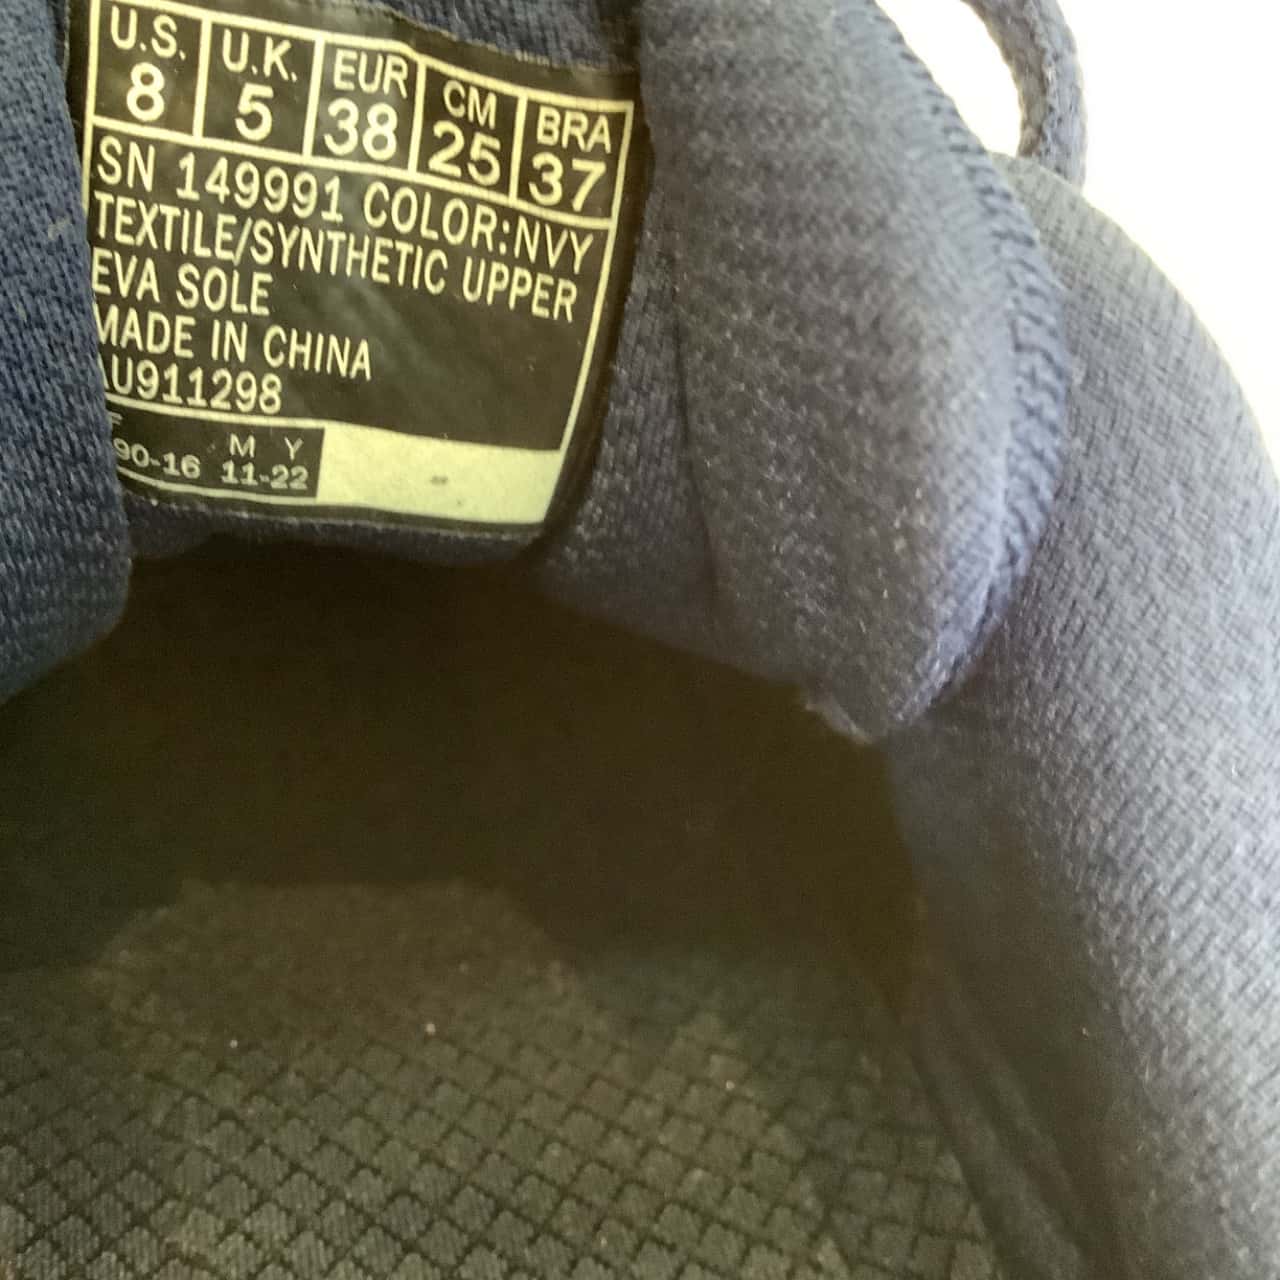 U.S. U.K. EUR CM BRA
8 5 38 25 37
SN 149991 COLOR:NVY
TEXTILE/SYNTHETIC UPPER
EVA SOLE
MADE IN CHINA
U911298
M Y
90-16 11-22